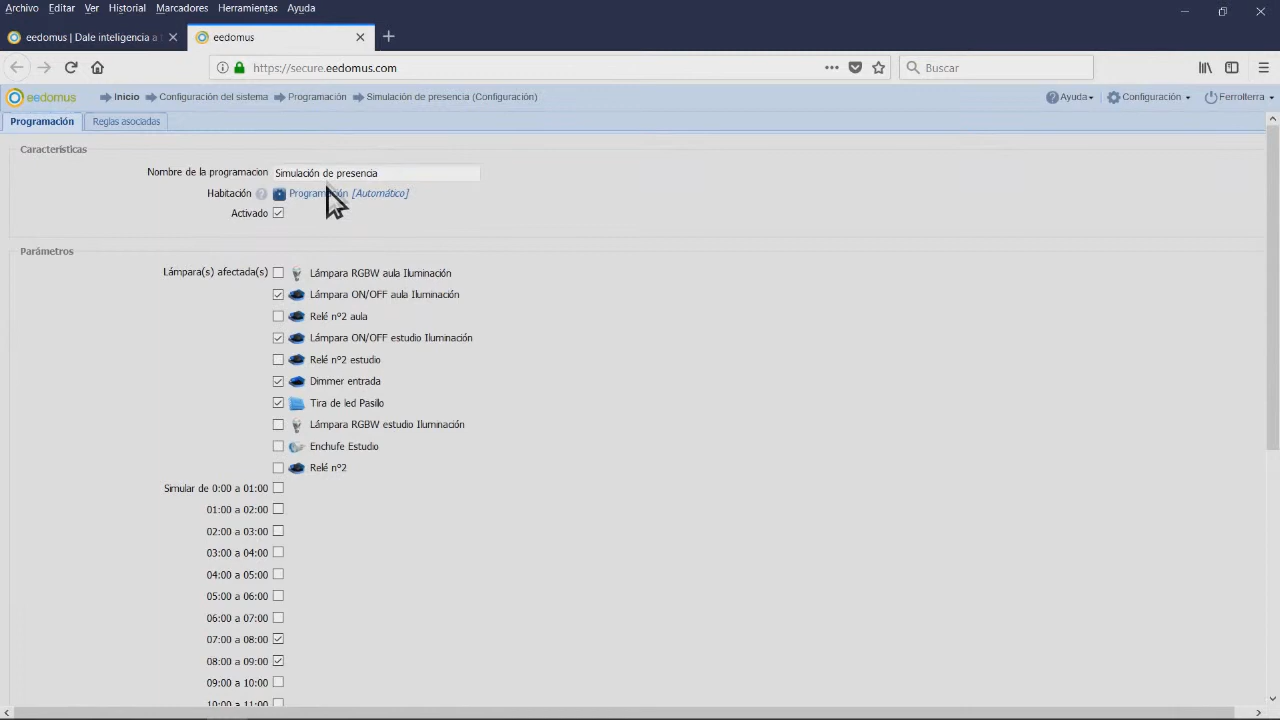 Archivo Editar Ver Historial Marcadores Herramientas Ayuda
eedomus | Dale inteligencia a eedomus
https://secure.eedomus.com Buscar
eedomus Inicio Configuración del sistema Programación Simulación de presencia (Configuración) Ayuda Configuración Ferrolterra
Programación Reglas asociadas
Características
Nombre de la programacion Simulación de presencia
Habitación Programación [Automático]
Activado
Parámetros
Lámpara(s) afectada(s) Lámpara RGBW aula Iluminación
Lámpara ON/OFF aula Iluminación
Relé nº2 aula
Lámpara ON/OFF estudio Iluminación
Relé nº2 estudio
Dimmer entrada
Tira de led Pasillo
Lámpara RGBW estudio Iluminación
Enchufe Estudio
Relé nº2
Simular de 0:00 a 01:00
01:00 a 02:00
02:00 a 03:00
03:00 a 04:00
04:00 a 05:00
05:00 a 06:00
06:00 a 07:00
07:00 a 08:00
08:00 a 09:00
09:00 a 10:00
10:00 a 11:00